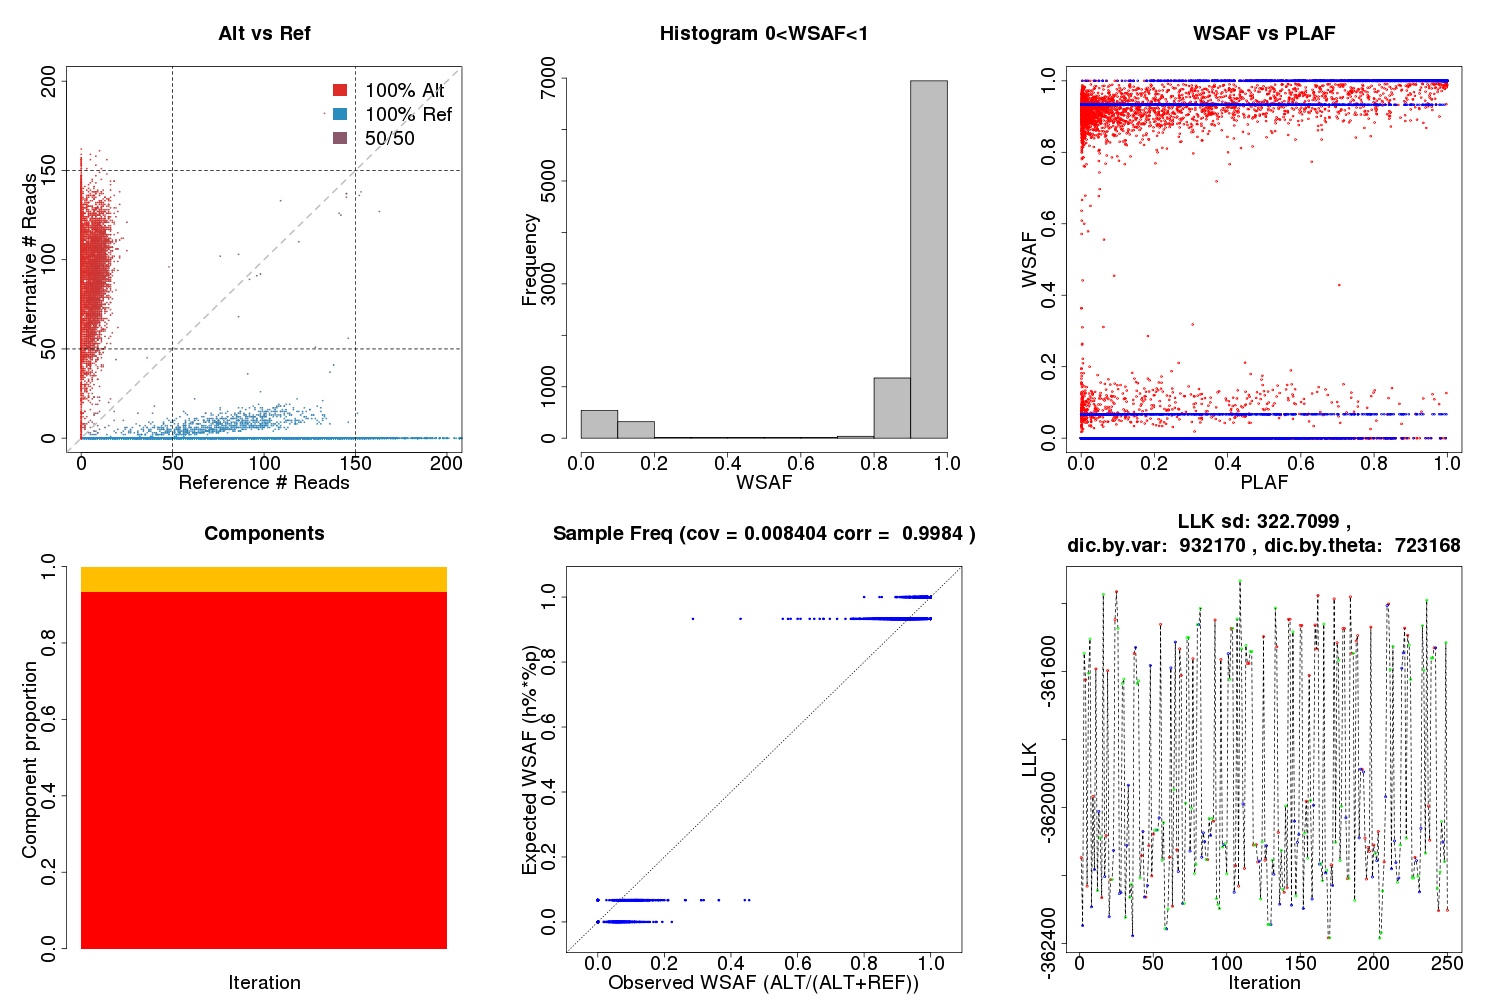 Alt vs Ref
200
150
100
50
0
Alternative # Reads
100% Alt
100% Ref
50/50
0 50 100 150 200
Reference # Reads
Histogram 0<WSAF<1
7000
5000
3000
1000
0
Frequency
0.0 0.2 0.4 0.6 0.8 1.0
WSAF
WSAF vs PLAF
1.0
0.8
0.6
0.4
0.2
0.0
WSAF
0.0 0.2 0.4 0.6 0.8 1.0
PLAF
Components
1.0
0.8
0.6
0.4
0.2
0.0
Component proportion
Iteration
Sample Freq (cov = 0.008404 corr = 0.9984 )
1.0
0.8
0.6
0.4
0.2
0.0
Expected WSAF (h%*%p)
0.0 0.2 0.4 0.6 0.8 1.0
Observed WSAF (ALT/(ALT+REF))
LLK sd: 322.7099 ,
dic.by.var: 932170 , dic.by.theta: 723168
-361600
-362000
-362400
LLK
0 50 100 150 200 250
Iteration